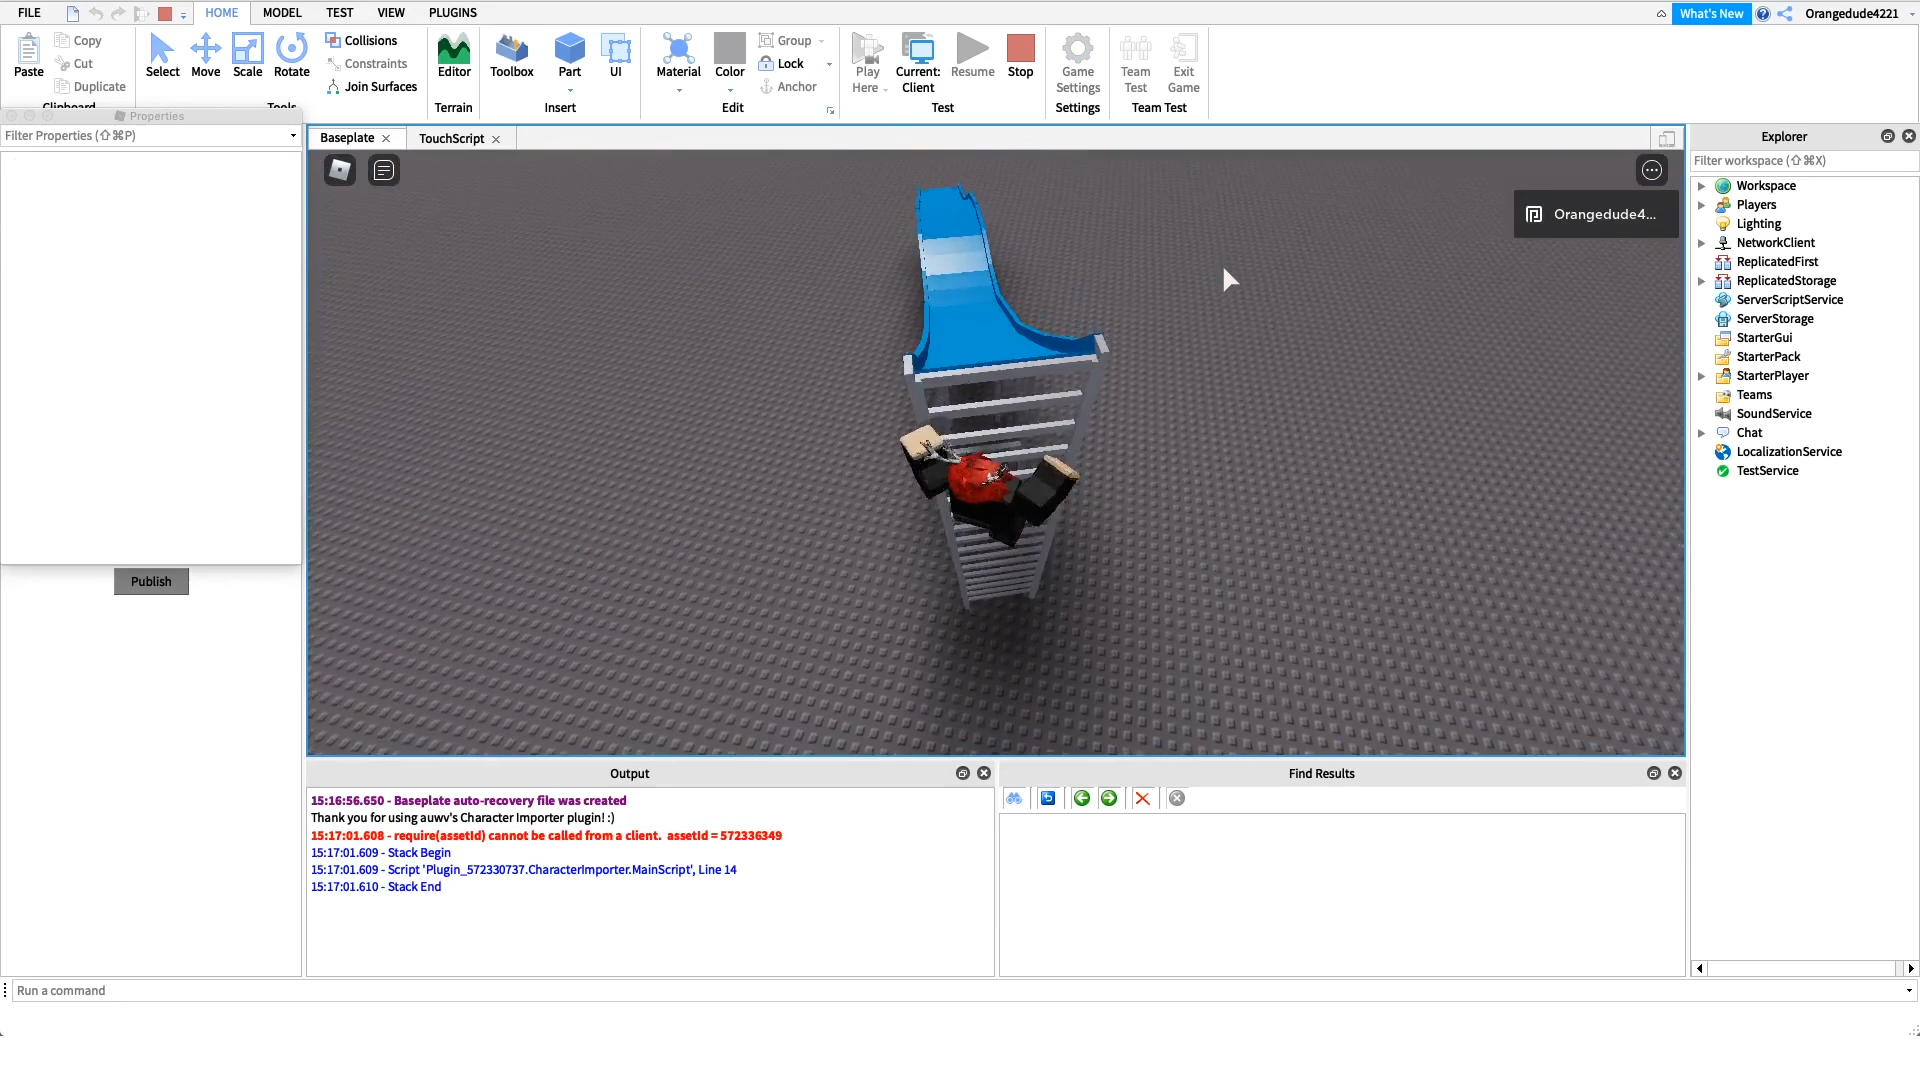 FILE
HOME
MODEL
TEST
VIEW
PLUGINS
What's New
Orangedude4221
Paste
Copy
Cut
Duplicate
Clipboard
Select
Move
Scale
Rotate
Collisions
Constraints
Join Surfaces
Tools
Editor
Terrain
Toolbox
Part
UI
Insert
Material
Color
Group
Lock
Anchor
Edit
Play
Here
Current:
Client
Resume
Stop
Test
Game
Settings
Settings
Team
Test
Exit
Game
Team Test
Properties
Filter Properties (⇧⌘P)
Publish
Baseplate
TouchScript
Orangedude4...
Explorer
Filter workspace (⇧⌘X)
Workspace
Players
Lighting
NetworkClient
ReplicatedFirst
ReplicatedStorage
ServerScriptService
ServerStorage
StarterGui
StarterPack
StarterPlayer
Teams
SoundService
Chat
LocalizationService
TestService
Output
15:16:56.650 - Baseplate auto-recovery file was created
Thank you for using auwv's Character Importer plugin! :)
15:17:01.608 - require(assetId) cannot be called from a client. assetId = 572336349
15:17:01.609 - Stack Begin
15:17:01.609 - Script 'Plugin_572330737.CharacterImporter.MainScript', Line 14
15:17:01.610 - Stack End
Find Results
Run a command